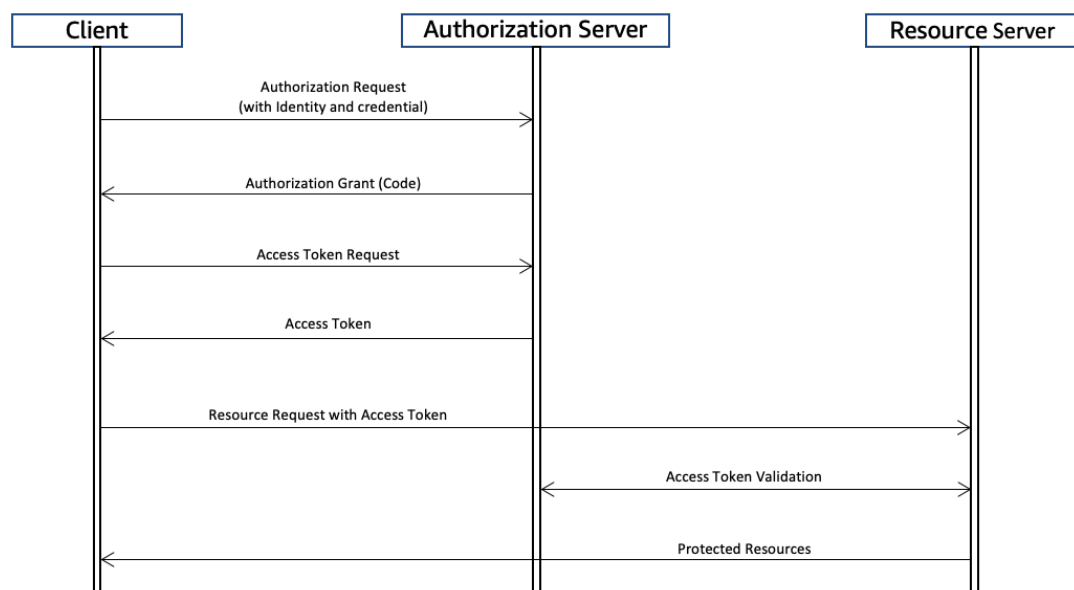 Client
Authorization Server
Resource Server
Authorization Request
(with Identity and credential)
Authorization Grant (Code)
Access Token Request
Access Token
Resource Request with Access Token
Access Token Validation
Protected Resources